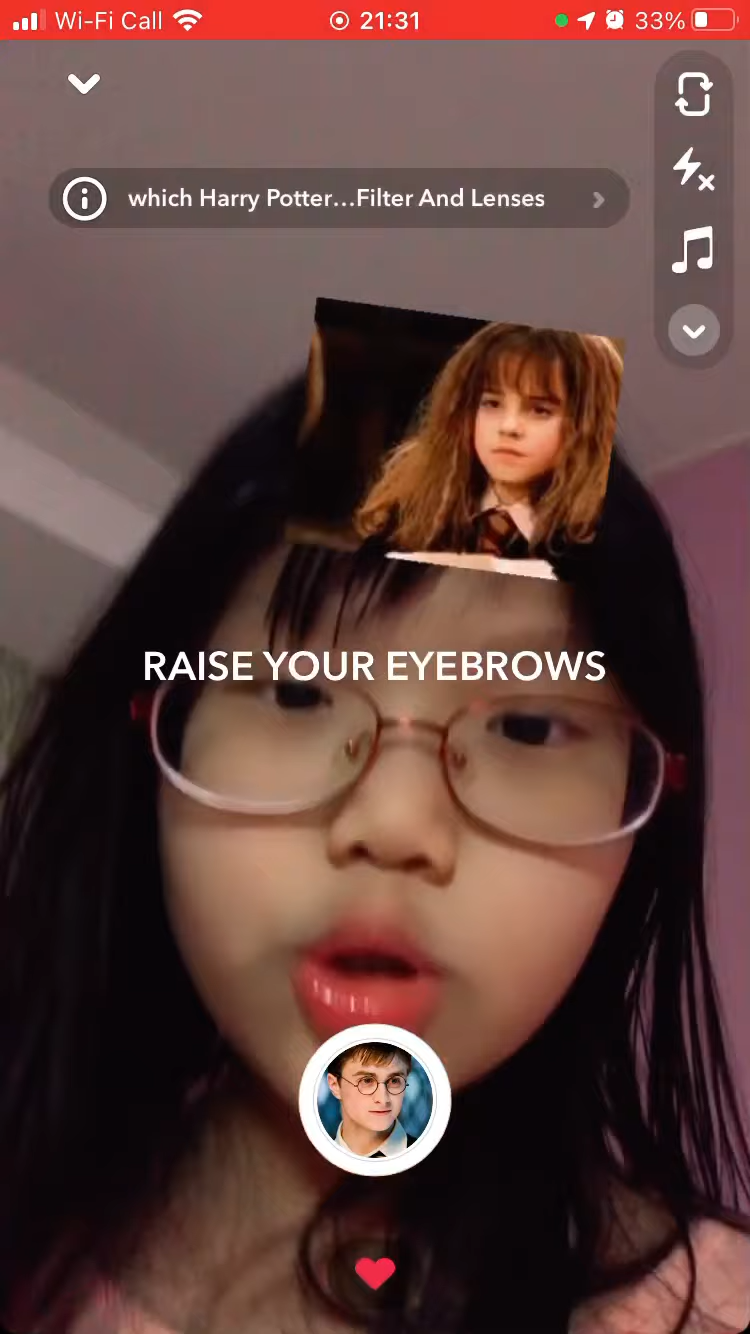 Wi-Fi Call 21:31 33%
which Harry Potter...Filter And Lenses
RAISE YOUR EYEBROWS